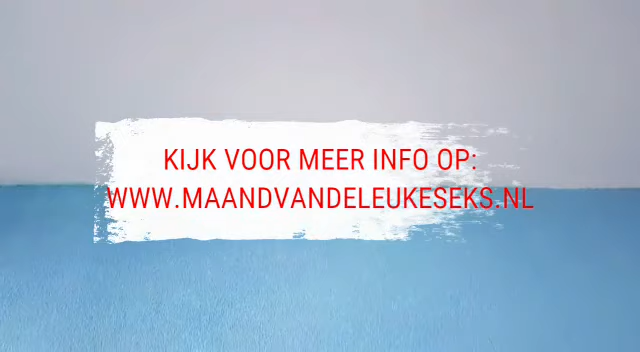 KIJK VOOR MEER INFO OP:
WWW.MAANDVANDELEUKESEKS.NL